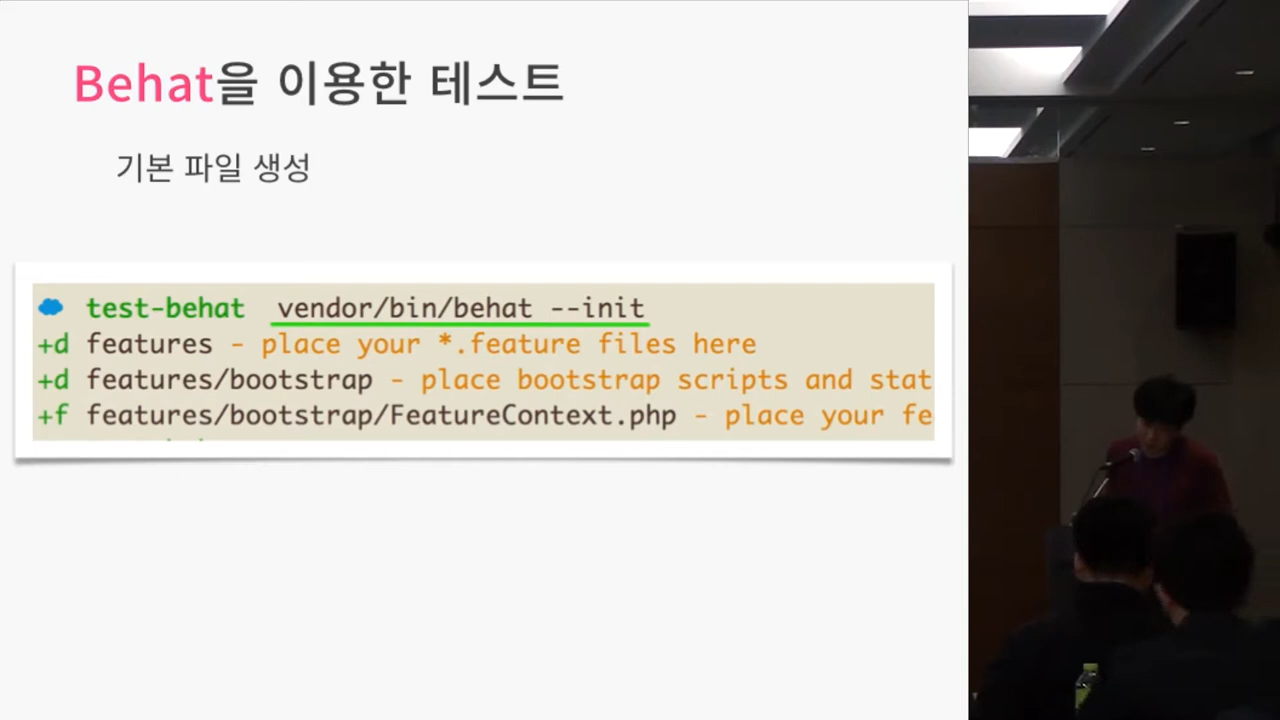 Behat을 이용한 테스트
기본 파일 생성
test-behat vendor/bin/behat --init
+d features - place your *.feature files here
+d features/bootstrap - place bootstrap scripts and stat
+f features/bootstrap/FeatureContext.php - place your fe